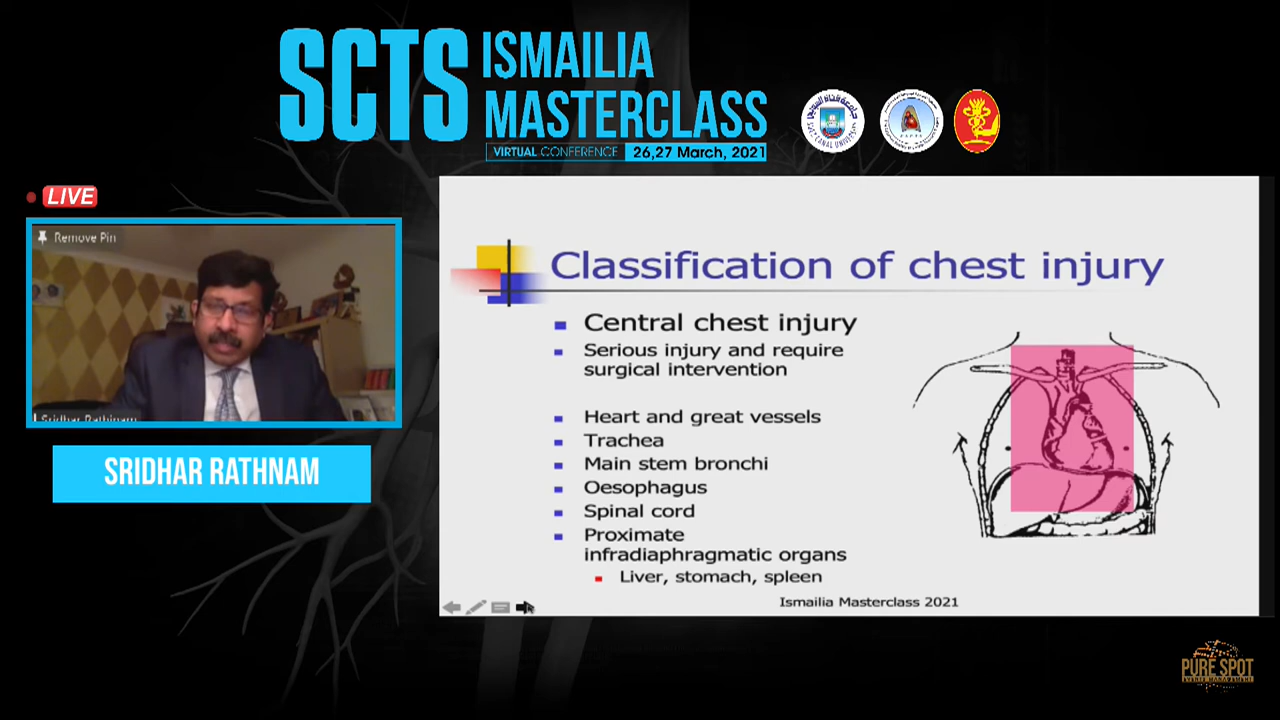 SCTS ISMAILIA
MASTERCLASS
VIRTUAL CONFERENCE 26,27 March, 2021
LIVE
Remove Pin
Sridhar Rathinam
SRIDHAR RATHNAM
Classification of chest injury
Central chest injury
Serious injury and require
surgical intervention
Heart and great vessels
Trachea
Main stem bronchi
Oesophagus
Spinal cord
Proximate
infradiaphragmatic organs
Liver, stomach, spleen
Ismailia Masterclass 2021
PURE SPOT